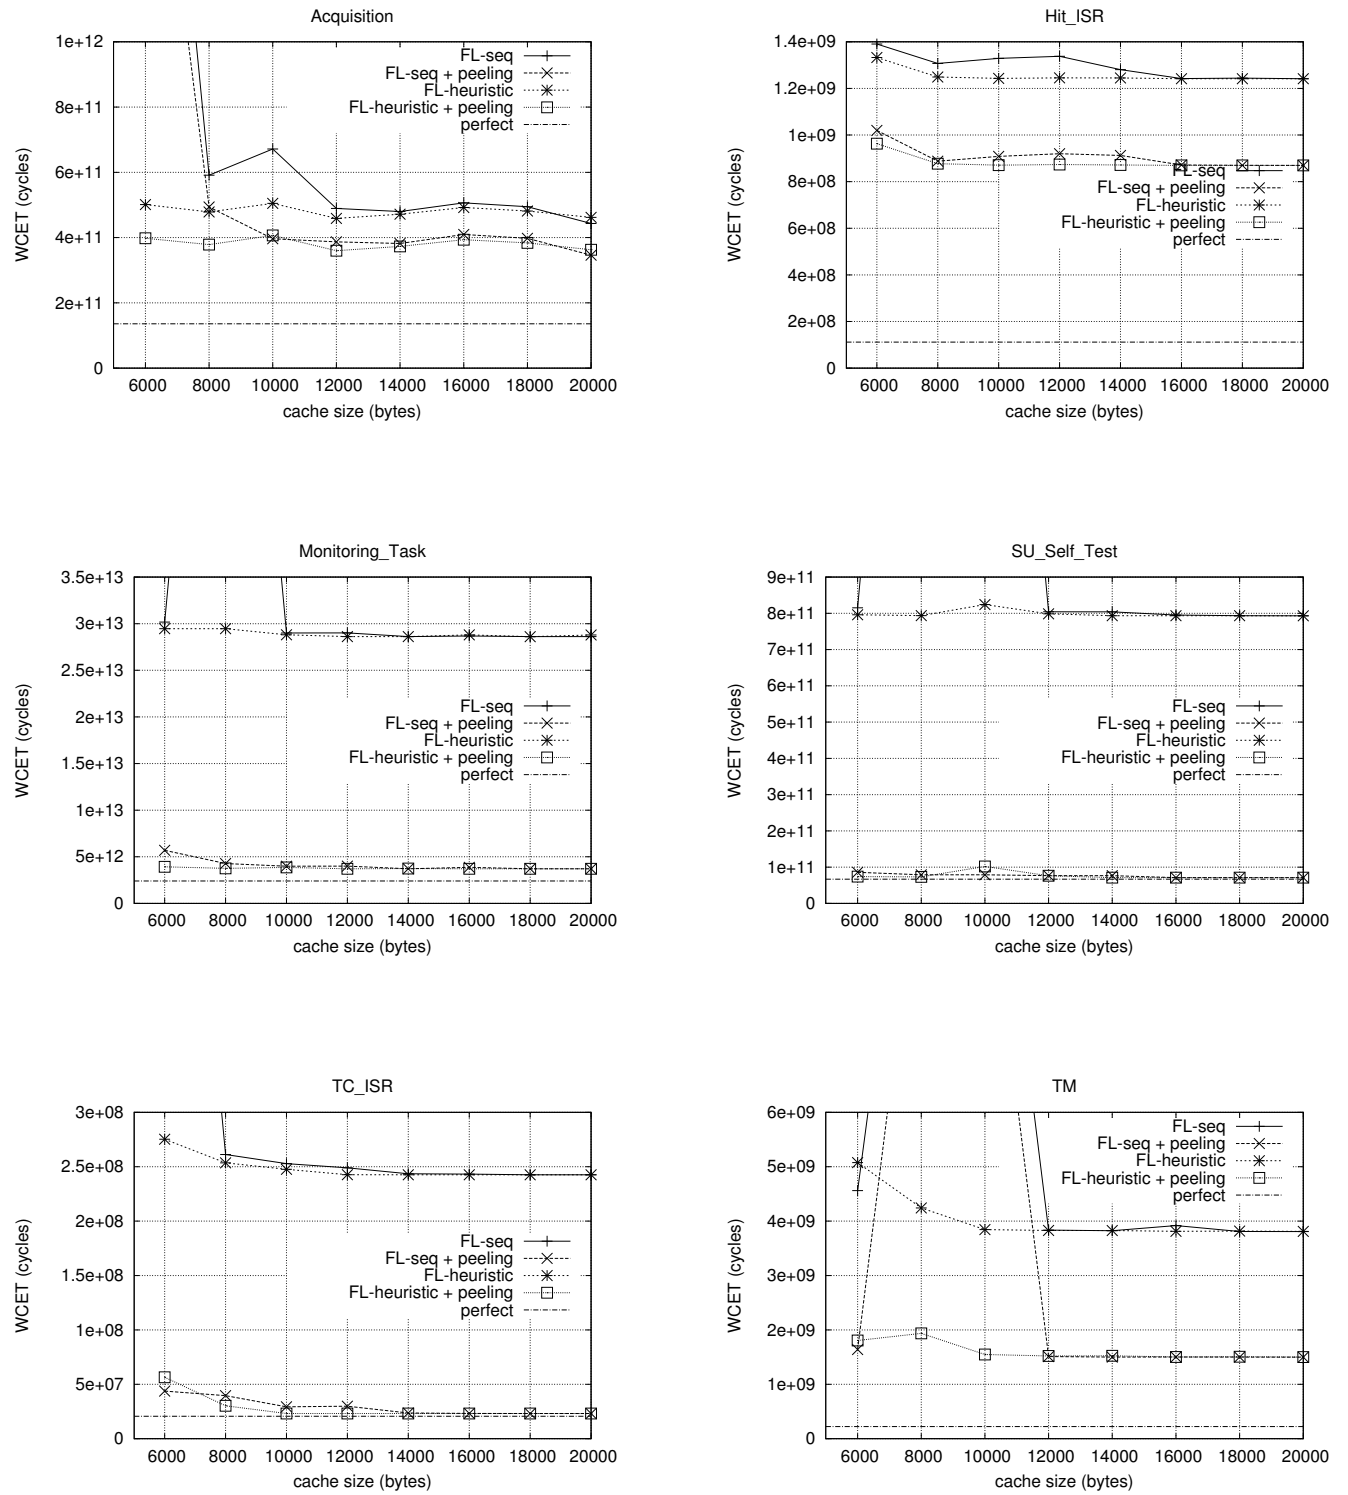 Acquisition
WCET (cycles)
1e+12
8e+11
6e+11
4e+11
2e+11
0
FL-seq
FL-seq + peeling
FL-heuristic
FL-heuristic + peeling
perfect
6000 8000 10000 12000 14000 16000 18000 20000
cache size (bytes)
Hit_ISR
WCET (cycles)
1.4e+09
1.2e+09
1e+09
8e+08
6e+08
4e+08
2e+08
0
FL-seq
FL-seq + peeling
FL-heuristic
FL-heuristic + peeling
perfect
6000 8000 10000 12000 14000 16000 18000 20000
cache size (bytes)
Monitoring_Task
WCET (cycles)
3.5e+13
3e+13
2.5e+13
2e+13
1.5e+13
1e+13
5e+12
0
FL-seq
FL-seq + peeling
FL-heuristic
FL-heuristic + peeling
perfect
6000 8000 10000 12000 14000 16000 18000 20000
cache size (bytes)
SU_Self_Test
WCET (cycles)
9e+11
8e+11
7e+11
6e+11
5e+11
4e+11
3e+11
2e+11
1e+11
0
FL-seq
FL-seq + peeling
FL-heuristic
FL-heuristic + peeling
perfect
6000 8000 10000 12000 14000 16000 18000 20000
cache size (bytes)
TC_ISR
WCET (cycles)
3e+08
2.5e+08
2e+08
1.5e+08
1e+08
5e+07
0
FL-seq
FL-seq + peeling
FL-heuristic
FL-heuristic + peeling
perfect
6000 8000 10000 12000 14000 16000 18000 20000
cache size (bytes)
TM
WCET (cycles)
6e+09
5e+09
4e+09
3e+09
2e+09
1e+09
0
FL-seq
FL-seq + peeling
FL-heuristic
FL-heuristic + peeling
perfect
6000 8000 10000 12000 14000 16000 18000 20000
cache size (bytes)